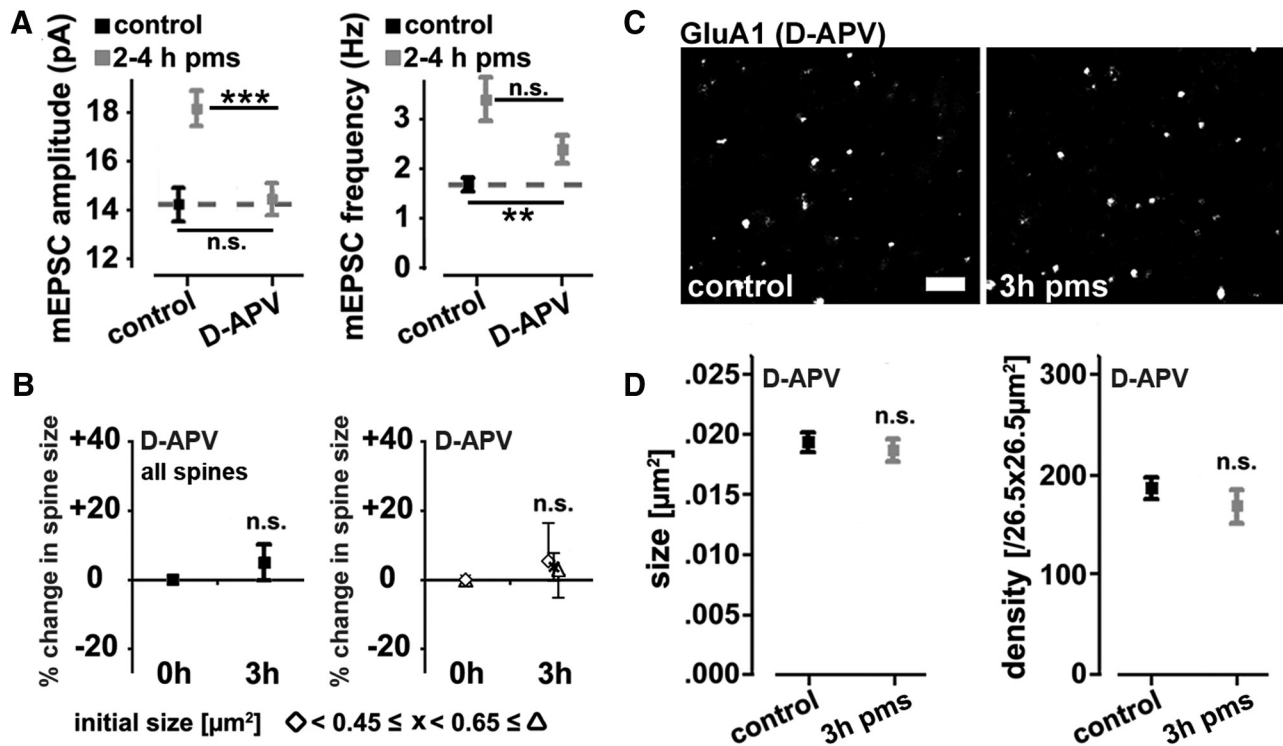 A
■ control
■ 2-4 h pms
mEPSC amplitude (pA)
18
16
14
12
***
n.s.
control
D-APV
■ control
■ 2-4 h pms
mEPSC frequency (Hz)
3
2
1
0
n.s.
**
control
D-APV
B
% change in spine size
+40
+20
0
-20
D-APV
all spines
n.s.
0h
3h
% change in spine size
+40
+20
0
-20
D-APV
n.s.
0h
3h
initial size [µm²] ◇ < 0.45 ≤ x < 0.65 ≤ △
C
GluA1 (D-APV)
control
3h pms
D
size [µm²]
.025
.020
.015
.010
.005
.000
D-APV
n.s.
control
3h pms
density [/26.5x26.5µm²]
300
200
100
0
D-APV
n.s.
control
3h pms